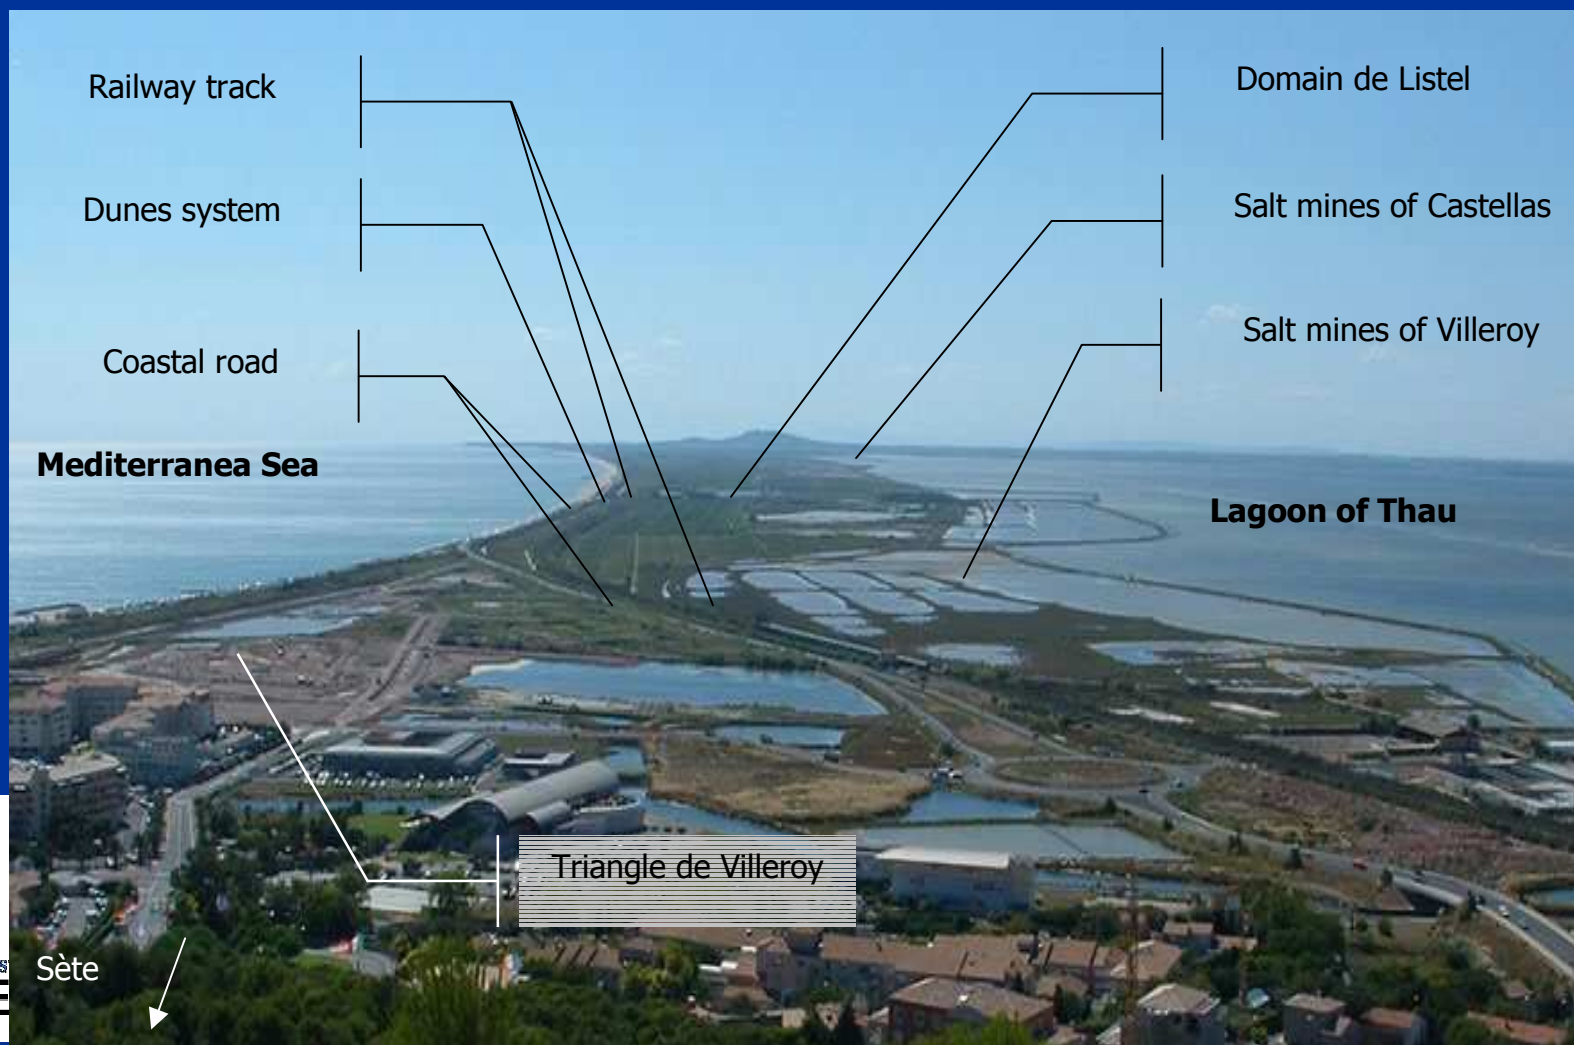 Railway track
Domain de Listel
Dunes system
Salt mines of Castellas
Coastal road
Salt mines of Villeroy
Mediterranea Sea
Lagoon of Thau
Triangle de Villeroy
Sète